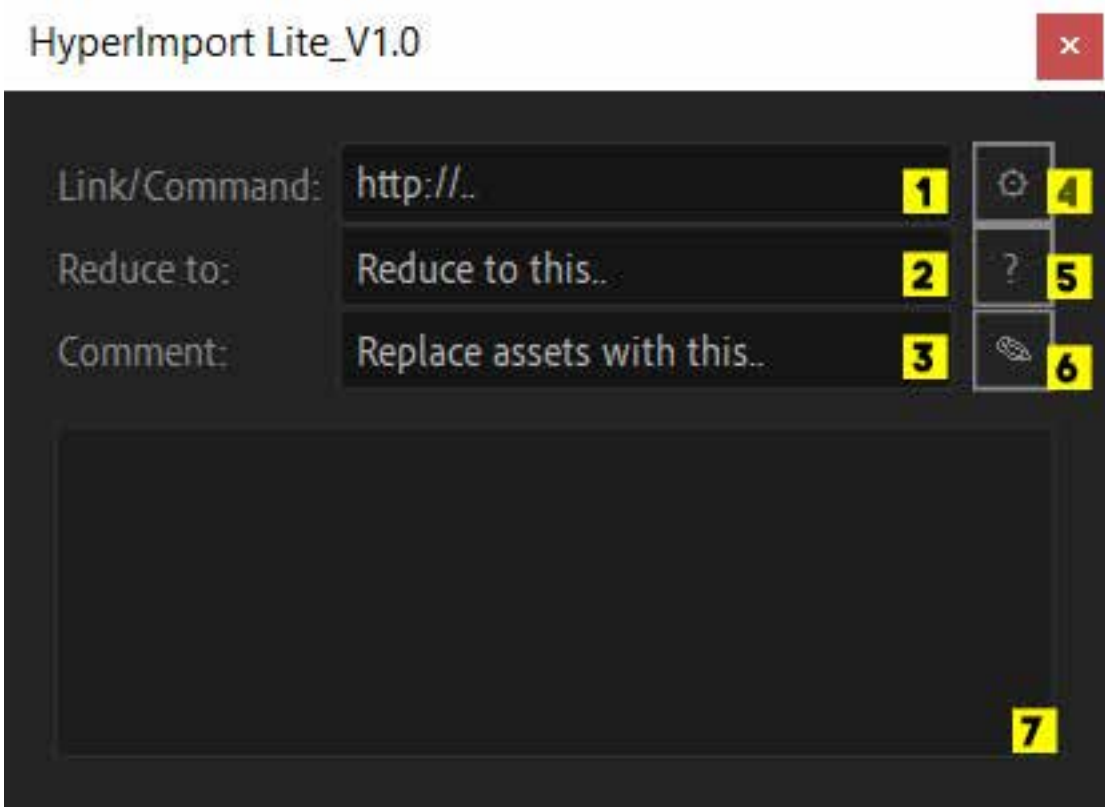 HyperImport Lite_V1.0 ×
Link/Command: http://.. 1 4
Reduce to: Reduce to this.. 2 ? 5
Comment: Replace assets with this.. 3 6
7